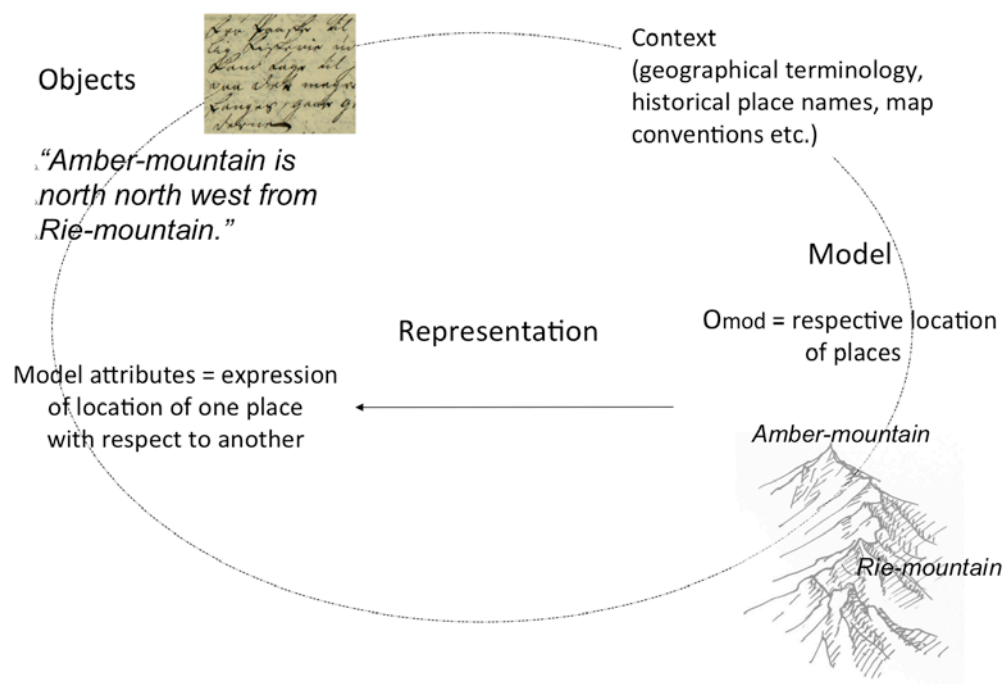 Objects
“Amber-mountain is
north north west from
Rie-mountain.”
Context
(geographical terminology,
historical place names, map
conventions etc.)
Model
Omod = respective location
of places
Representation
Model attributes = expression
of location of one place
with respect to another
Amber-mountain
Rie-mountain